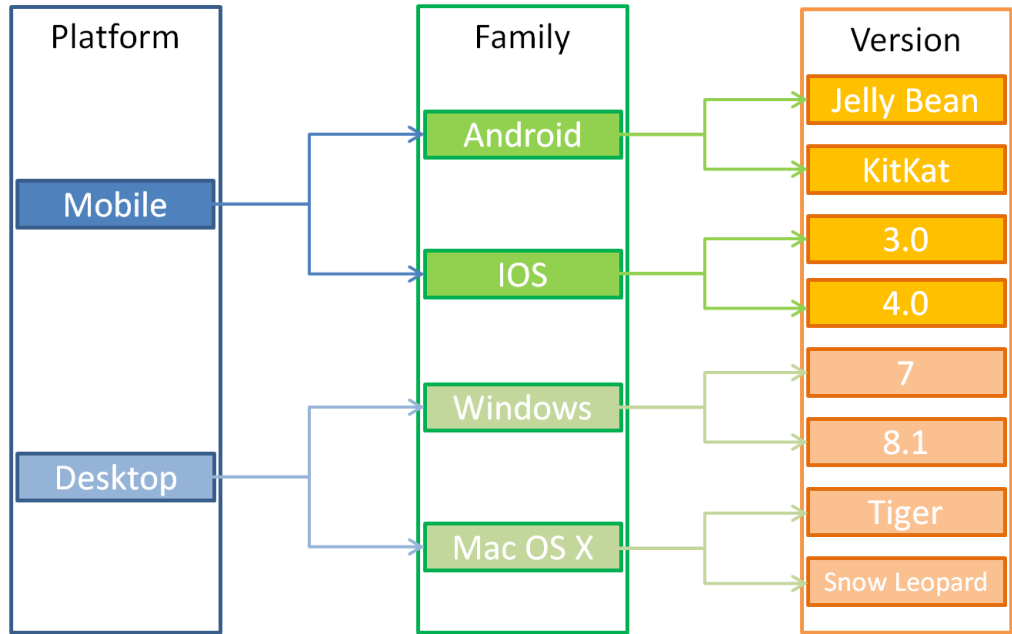 Platform
Family
Version
Mobile
Desktop
Android
IOS
Windows
Mac OS X
Jelly Bean
KitKat
3.0
4.0
7
8.1
Tiger
Snow Leopard